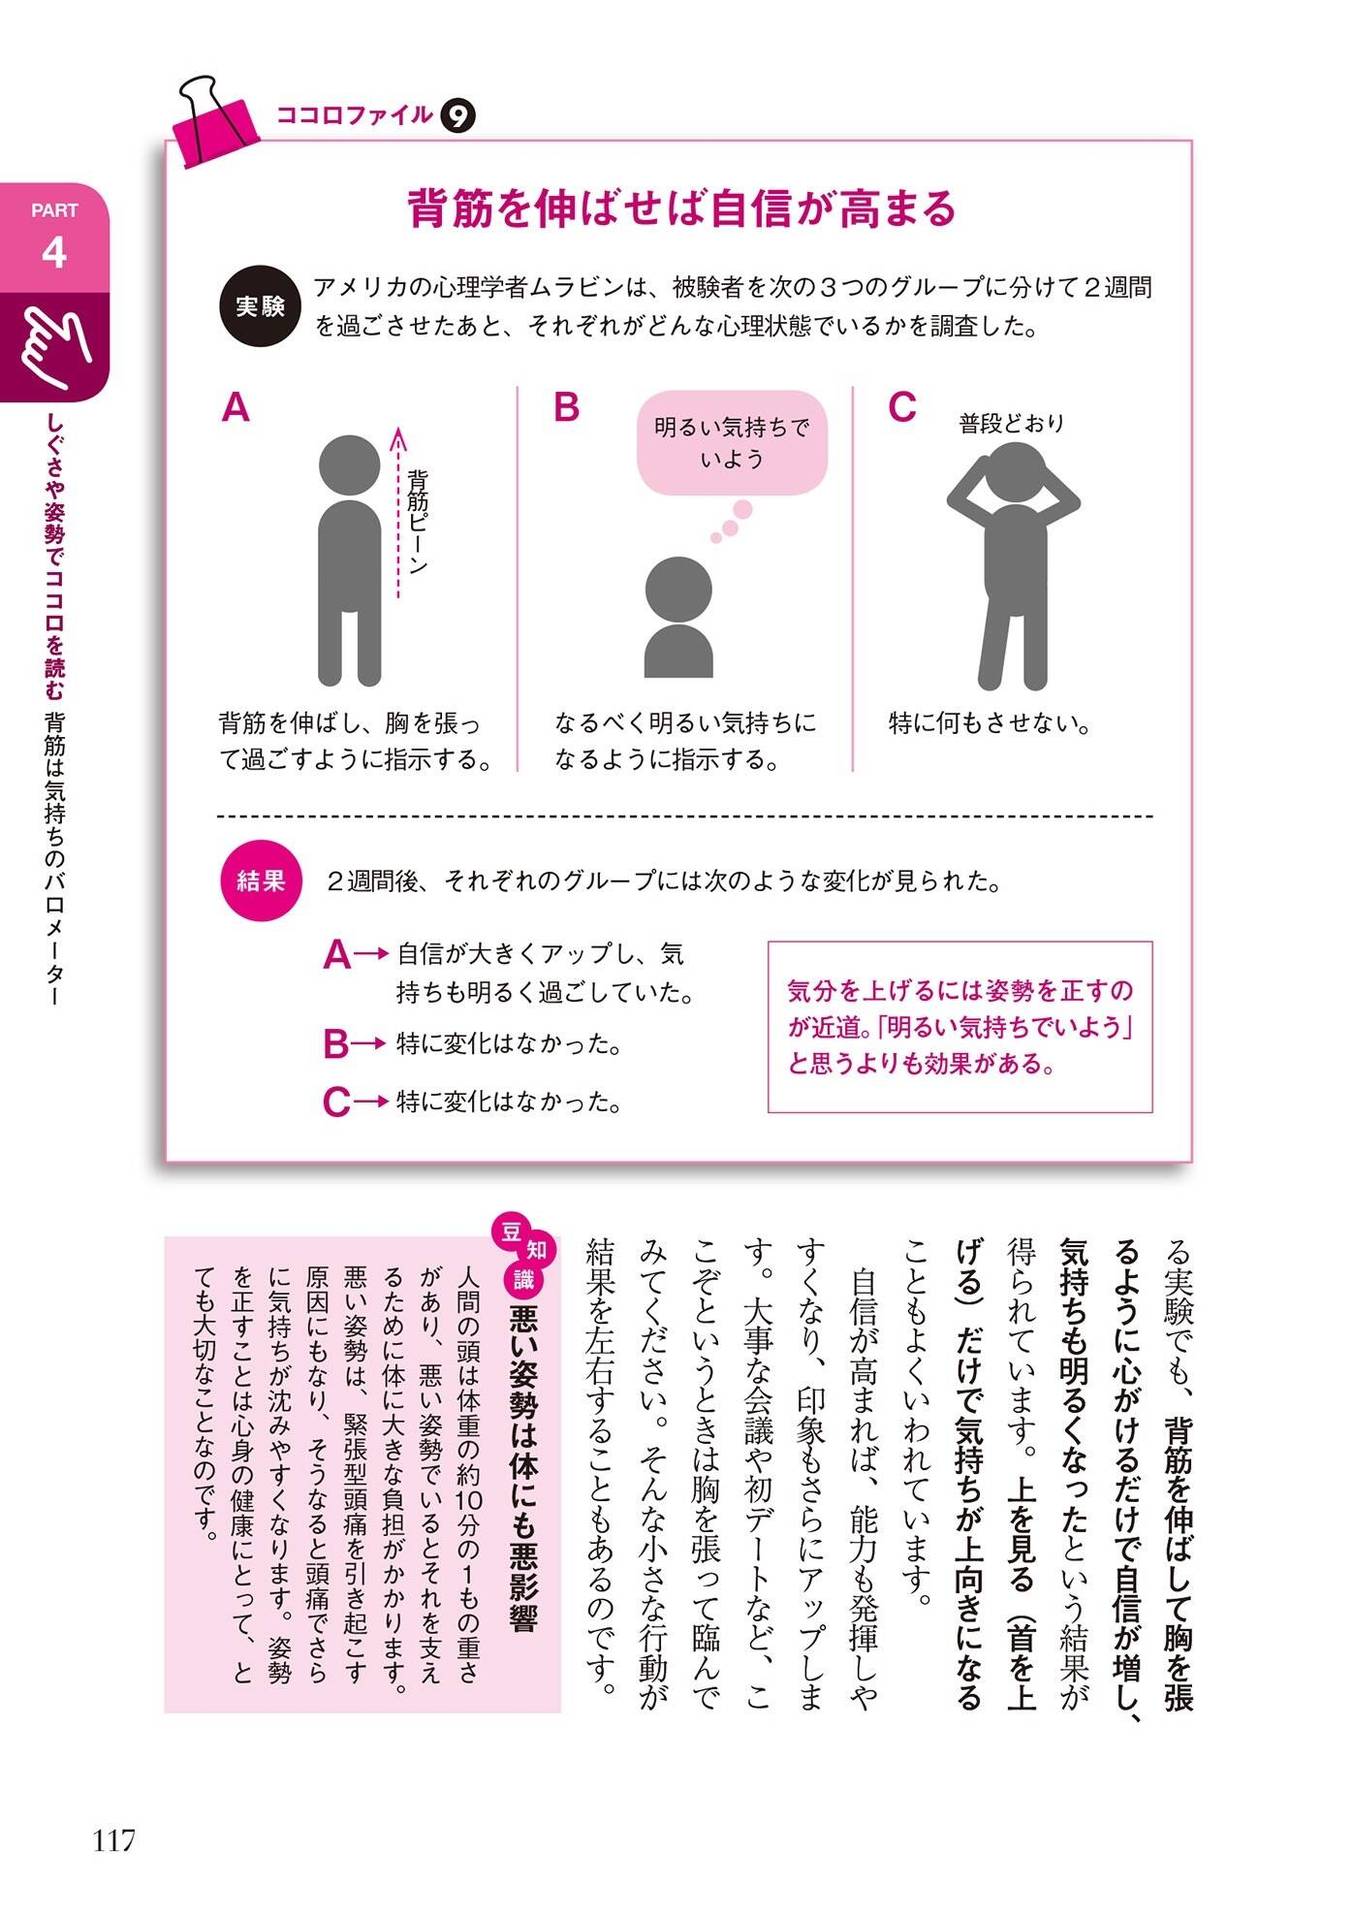 ココロファイル 9
背筋を伸ばせば自信が高まる
実験
アメリカの心理学者ムラビンは、被験者を次の3つのグループに分けて2週間
を過ごさせたあと、それぞれがどんな心理状態でいるかを調査した。
A
背筋ピーン
背筋を伸ばし、胸を張っ
て過ごすように指示する。
B
明るい気持ちで
いよう
なるべく明るい気持ちに
なるように指示する。
C
普段どおり
特に何もさせない。
結果
2週間後、それぞれのグループには次のような変化が見られた。
A→自信が大きくアップし、気
持ちも明るく過ごしていた。
B→特に変化はなかった。
C→特に変化はなかった。
気分を上げるには姿勢を正すの
が近道。「明るい気持ちでいよう」
と思うよりも効果がある。
る実験でも、背筋を伸ばして胸を張
るように心がけるだけで自信が増し、
気持ちも明るくなったという結果が
得られています。上を見る（首を上
げる）だけで気持ちが上向きになる
こともよくいわれています。
自信が高まれば、能力も発揮しや
すくなり、印象もさらにアップしま
す。大事な会議や初デートなど、こ
こぞというときは胸を張って臨んで
みてください。そんな小さな行動が
結果を左右することもあるのです。
豆知識
悪い姿勢は体にも悪影響
人間の頭は体重の約10分の1もの重さ
があり、悪い姿勢でいるとそれを支え
るために体に大きな負担がかかります。
悪い姿勢は、緊張型頭痛を引き起こす
原因にもなり、そうなると頭痛でさら
に気持ちが沈みやすくなります。姿勢
を正すことは心身の健康にとって、と
ても大切なことなのです。
PART
4
しぐさや姿勢でココロを読む 背筋は気持ちのバロメーター
117